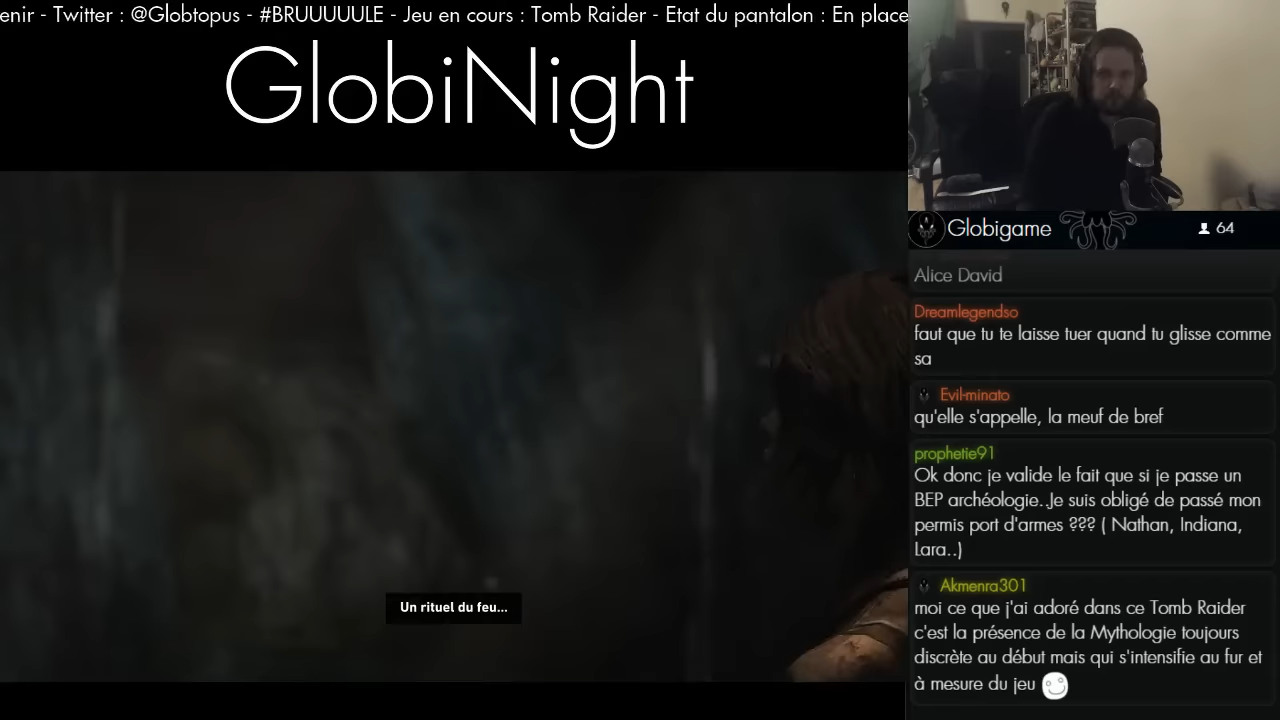 enir - Twitter : @Globtopus - #BRUUUUULE - Jeu en cours : Tomb Raider - Etat du pantalon : En place
GlobiNight
Un rituel du feu...
Globigame
64
Alice David
Dreamlegendso
faut que tu te laisse tuer quand tu glisse comme
sa
Evil-minato
qu'elle s'appelle, la meuf de bref
prophetie91
Ok donc je valide le fait que si je passe un
BEP archéologie..Je suis obligé de passé mon
permis port d'armes ??? ( Nathan, Indiana,
Lara..)
Akmenra301
moi ce que j'ai adoré dans ce Tomb Raider
c'est la présence de la Mythologie toujours
discrète au début mais qui s'intensifie au fur et
à mesure du jeu